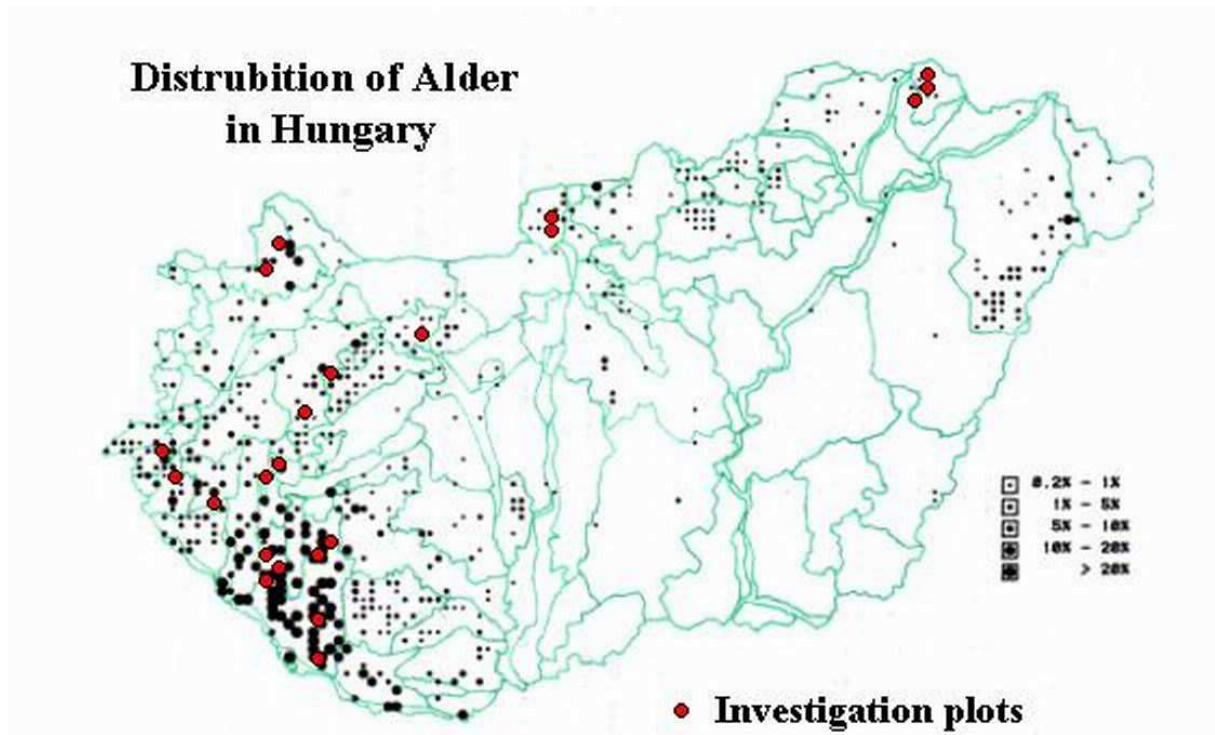 Distrubition of Alder
in Hungary
0.2% - 1%
1% - 5%
5% - 10%
10% - 20%
> 20%
Investigation plots